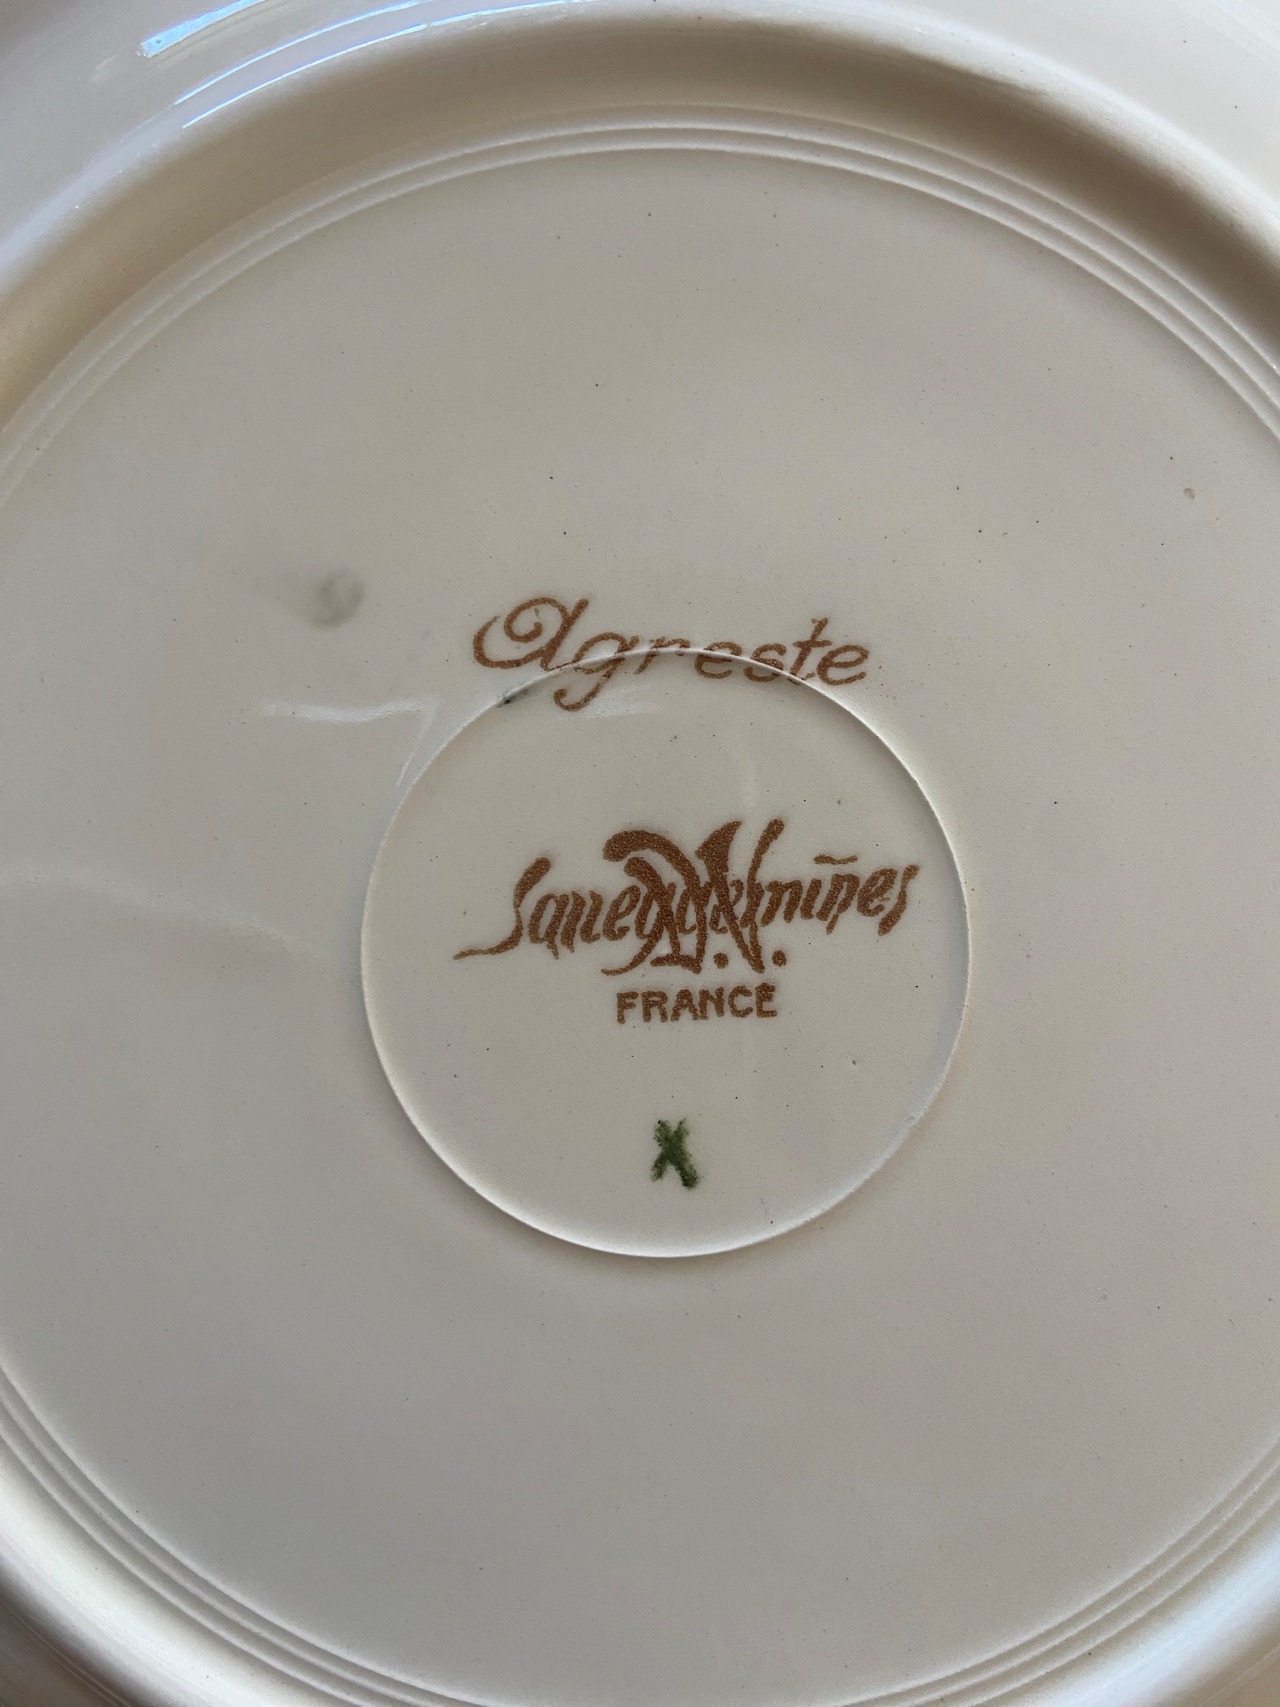 Agreste
Sarreguemines
D.V.
FRANCE
X